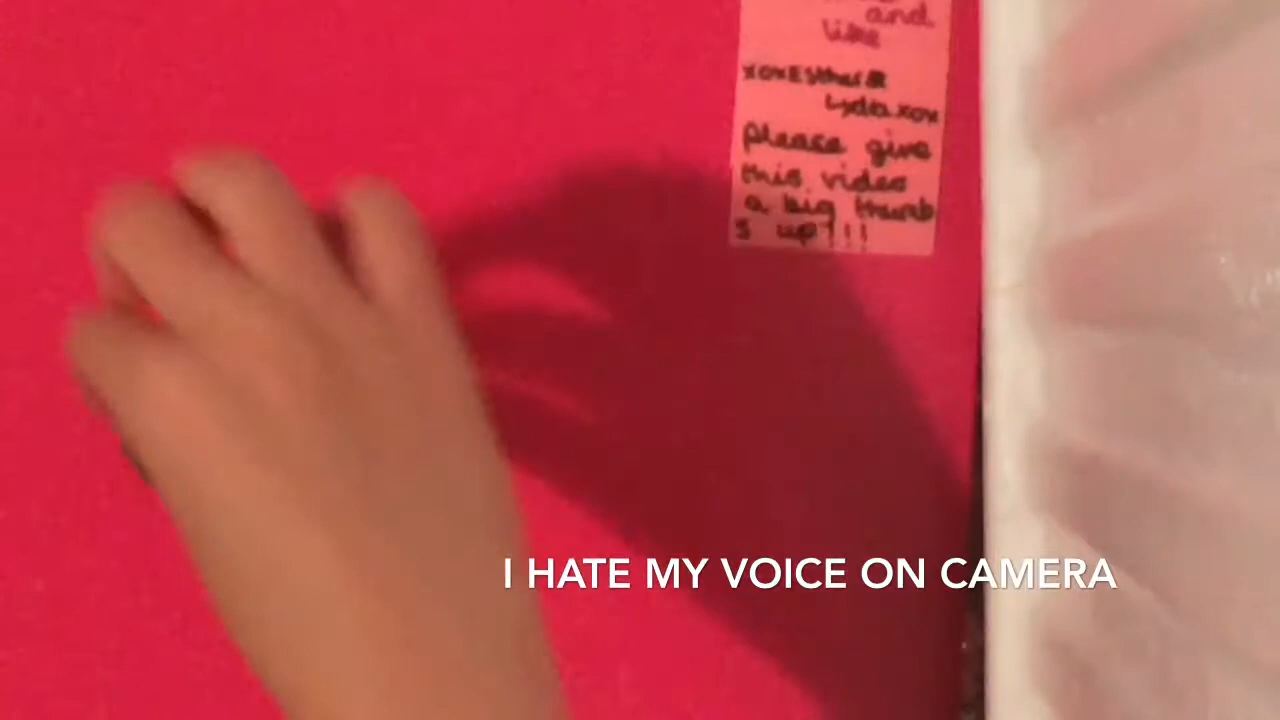 and
like
xoxEsther&
Lydia xox
please give
this video
a big thumb
s up!!!
I HATE MY VOICE ON CAMERA